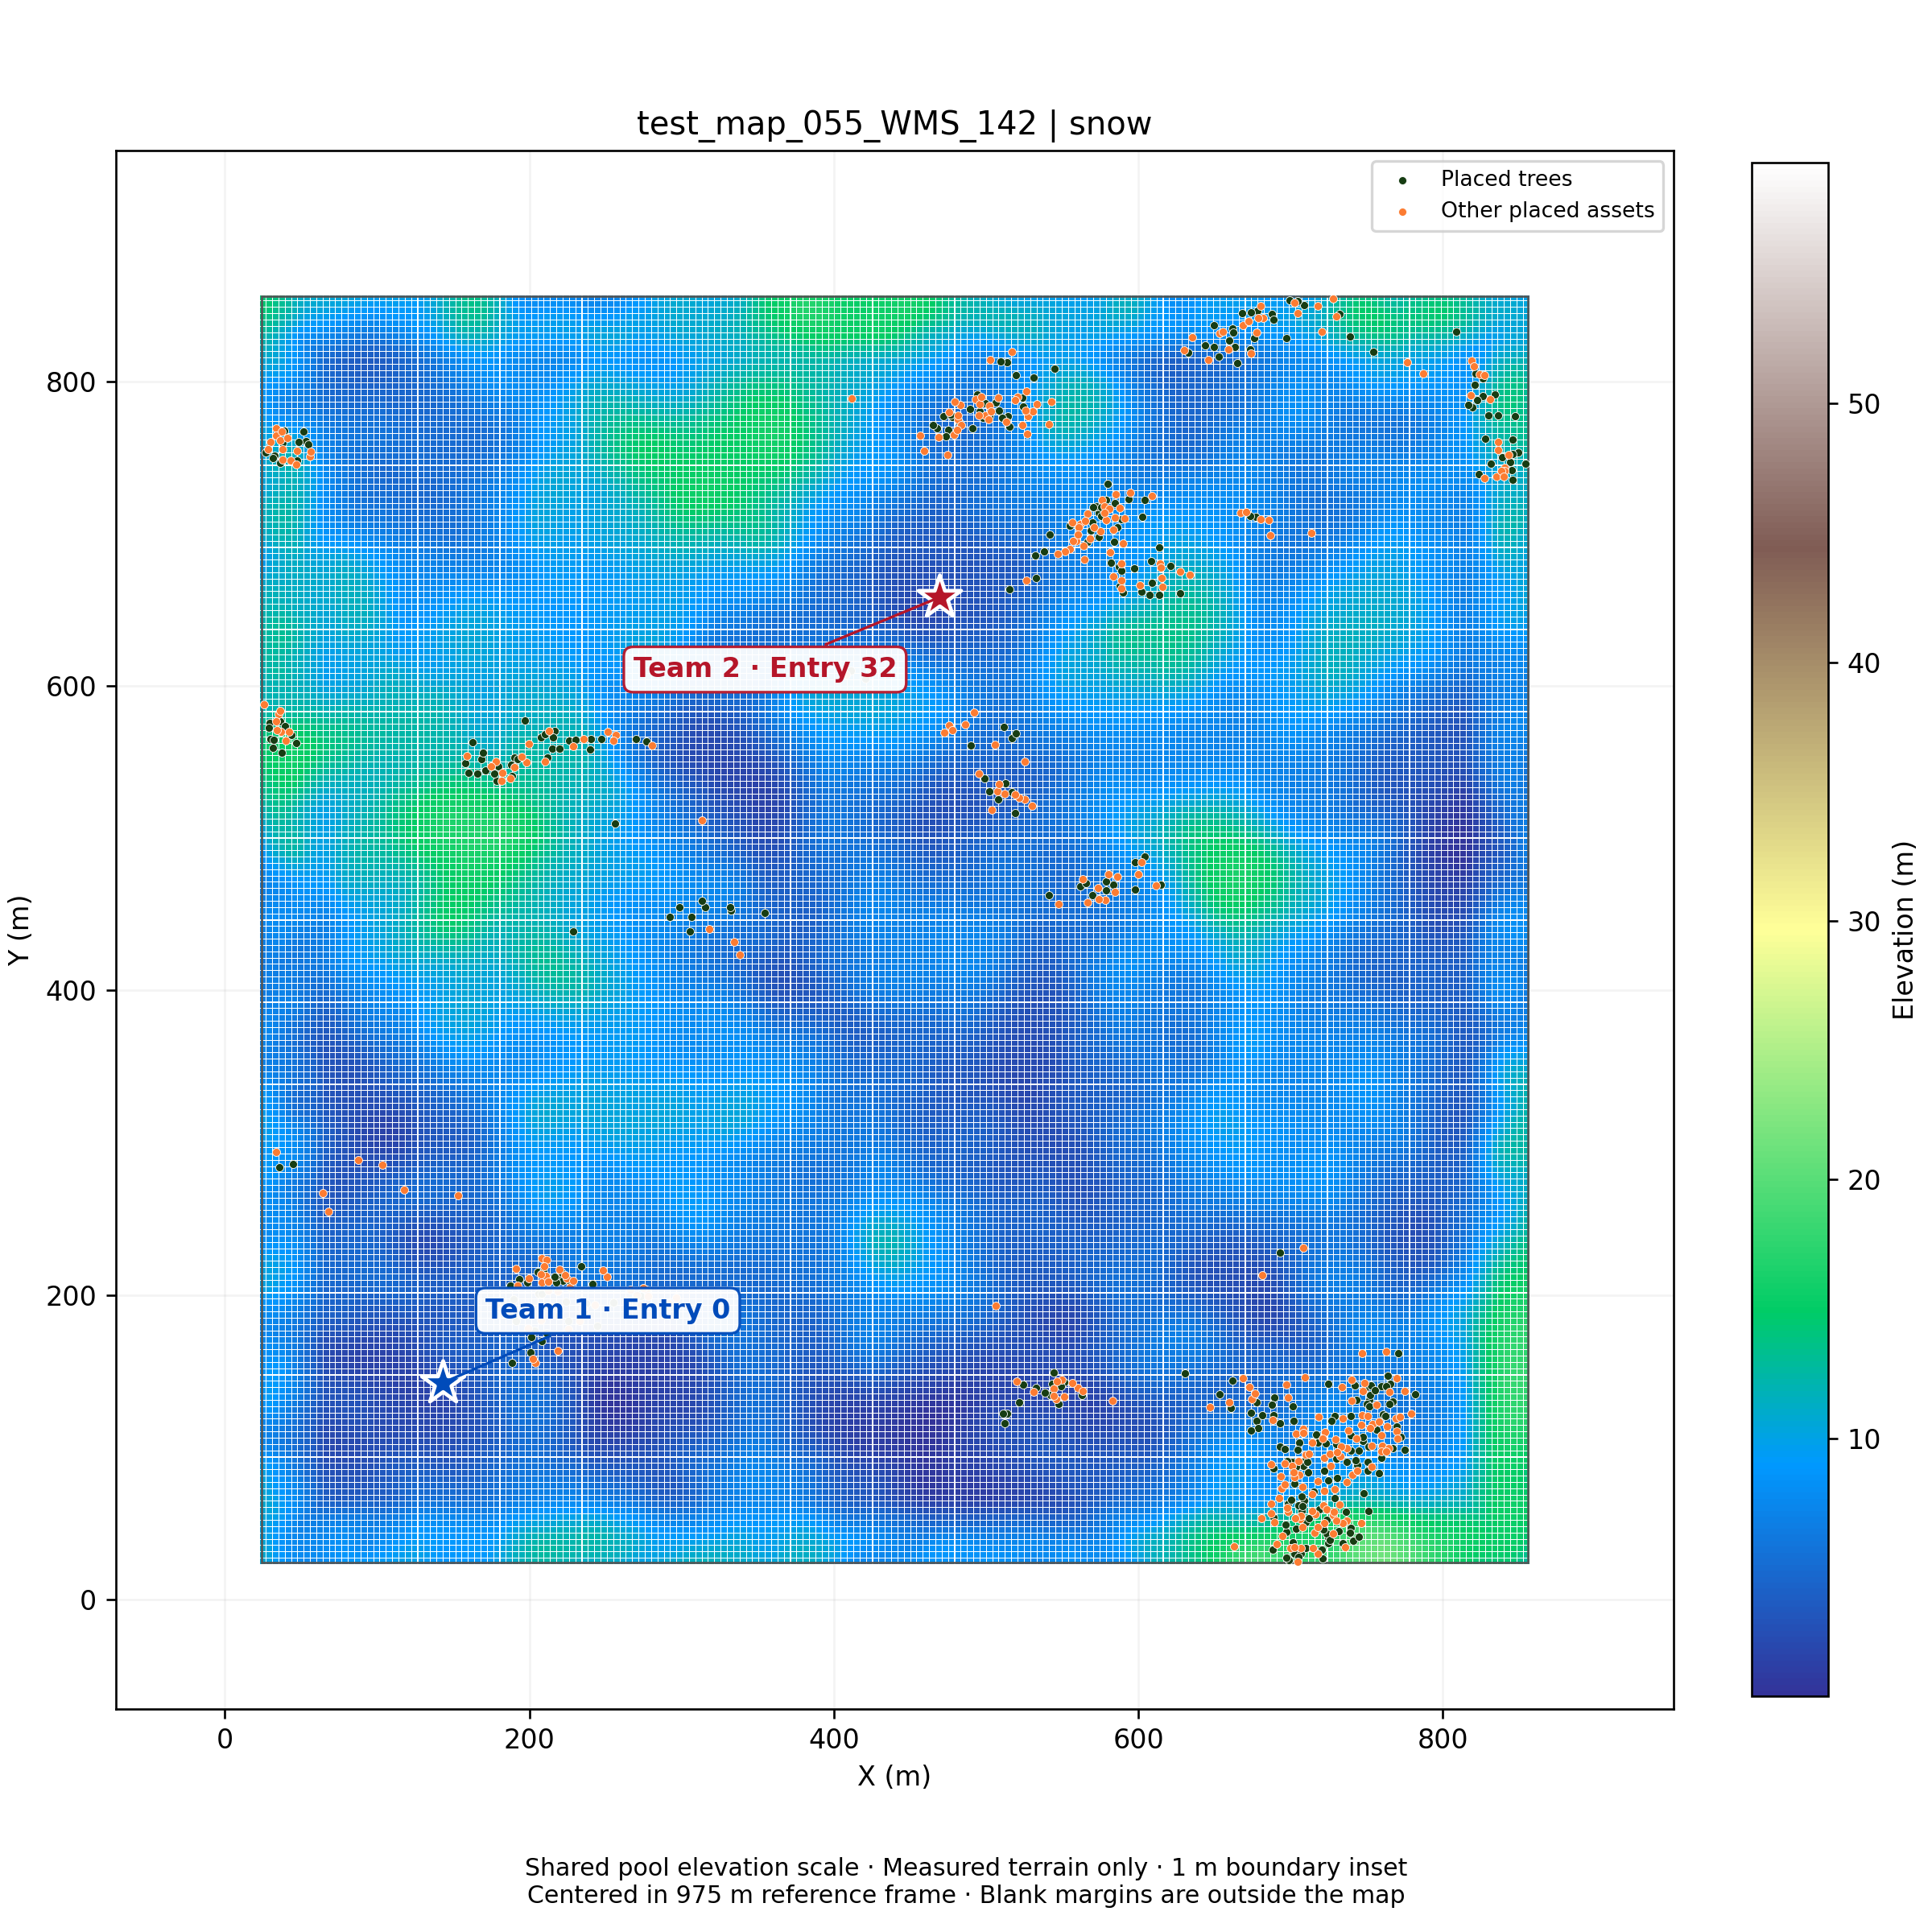 test_map_055_WMS_142 | snow
Placed trees
Other placed assets
Team 2 · Entry 32
Team 1 · Entry 0
800
600
400
200
0
Y (m)
0
200
400
600
800
X (m)
50
40
30
20
10
Elevation (m)
Shared pool elevation scale · Measured terrain only · 1 m boundary inset
Centered in 975 m reference frame · Blank margins are outside the map